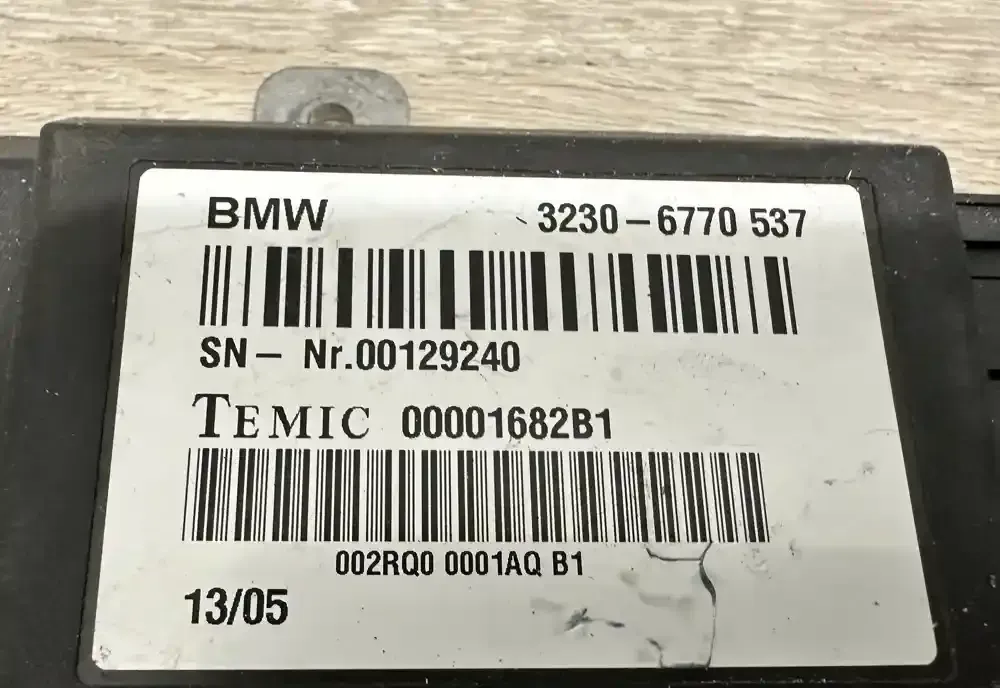 BMW 3230-6770 537
SN- Nr.00129240
TEMIC 00001682B1
002RQ0 0001AQ B1
13/05